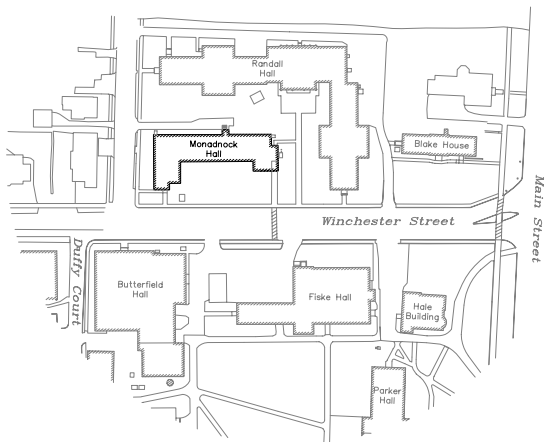 Randall
Hall
Monadnock
Hall
Blake House
Winchester Street
Main Street
Duffy Court
Butterfield
Hall
Fiske Hall
Hale
Building
Parker
Hall